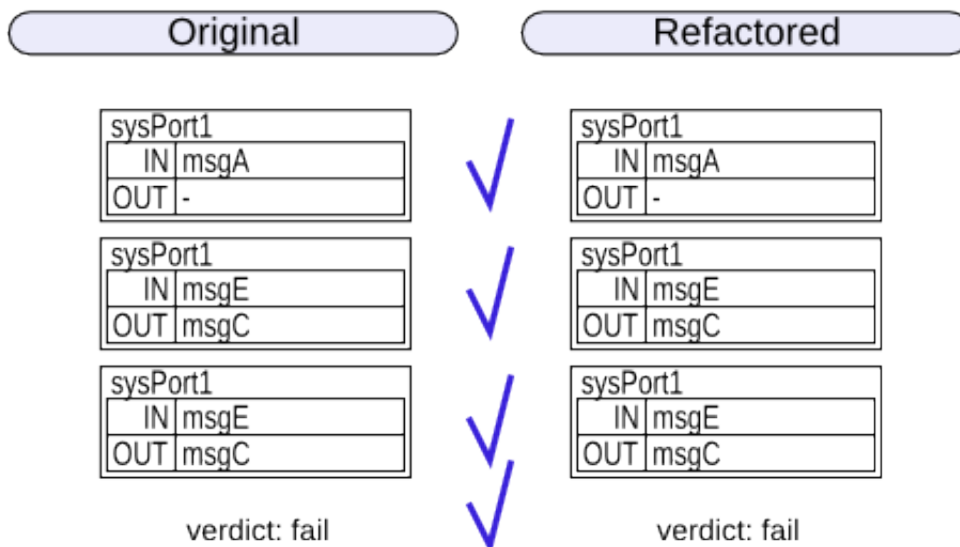 Original Refactored
sysPort1 sysPort1
IN msgA IN msgA
OUT - OUT -
sysPort1 sysPort1
IN msgE IN msgE
OUT msgC OUT msgC
sysPort1 sysPort1
IN msgE IN msgE
OUT msgC OUT msgC
verdict: fail verdict: fail